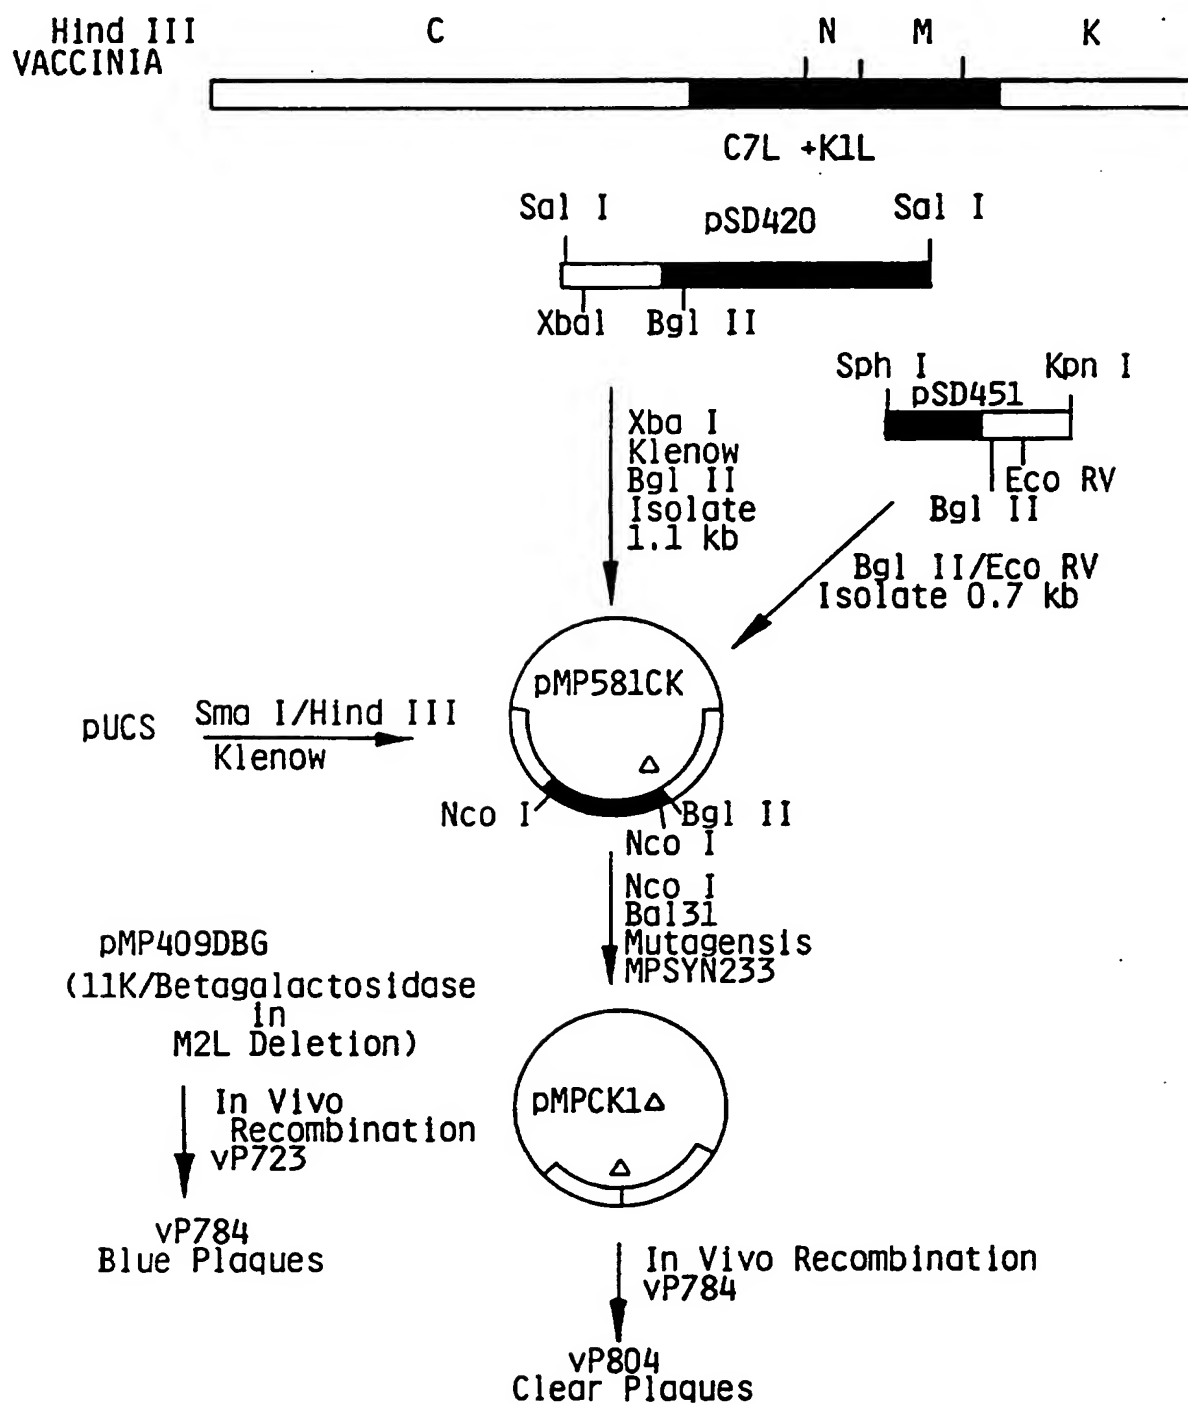 Hind III C N M K
VACCINIA
C7L +K1L
Sal I pSD420 Sal I
XbaI Bgl II
Sph I Kpn I
pSD451
Eco RV
Bgl II
Xba I
Klenow
Bgl II
Isolate
1.1 kb
Bgl II/Eco RV
Isolate 0.7 kb
pMP581CK
pUCS Sma I/Hind III
Klenow
Δ
Nco I Bgl II
Nco I
Nco I
Bal31
Mutagensis
MPSYN233
pMP409DBG
(11K/Betagalactosidase
in
M2L Deletion)
In Vivo
Recombination
vP723
vP784
Blue Plaques
pMPCK1Δ
Δ
In Vivo Recombination
vP784
vP804
Clear Plaques